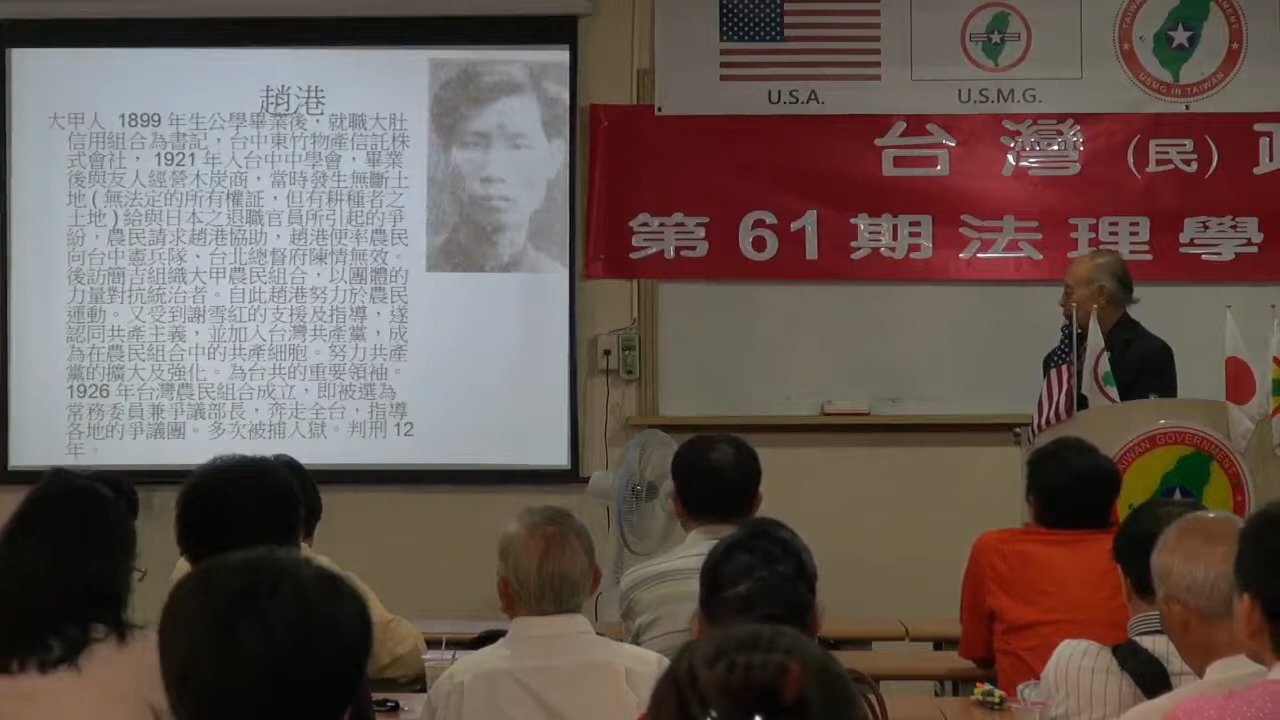 趙港
大甲人 1899 年生公學畢業後，就職大肚
信用組合為書記，台中東竹物產信託株
式會社， 1921 年入台中中學會，畢業
後與友人經營木炭商，當時發生無斷土
地 ( 無法定的所有權証，但有耕種者之
土地 ) 給與日本之退職官員所引起的爭
紛，農民請求趙港協助，趙港便率農民
向台中憲兵隊、台北總督府陳情無效。
後訪簡吉組織大甲農民組合，以團體的
力量對抗統治者。自此趙港努力於農民
運動。又受到謝雪紅的支援及指導，遂
認同共產主義，並加入台灣共產黨，成
為在農民組合中的共產細胞。努力共產
黨的擴大及強化。為台共的重要領袖。
1926 年台灣農民組合成立，即被選為
常務委員兼爭議部長，奔走全台，指導
各地的爭議團。多次被捕入獄。判刑 12
年。
U.S.A.
U.S.M.G.
USMG IN TAIWAN
台灣（民）政
第61期法理學
TAIWAN GOVERNMENT